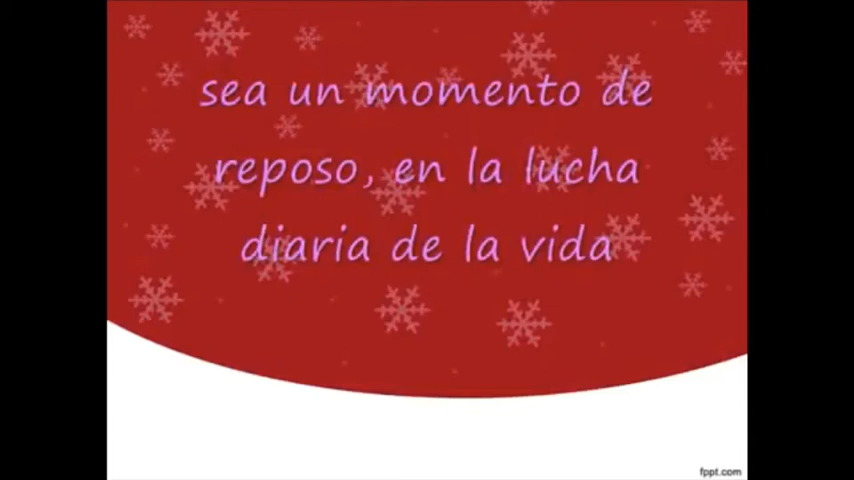 sea un momento de
reposo, en la lucha
diaria de la vida
fppt.com